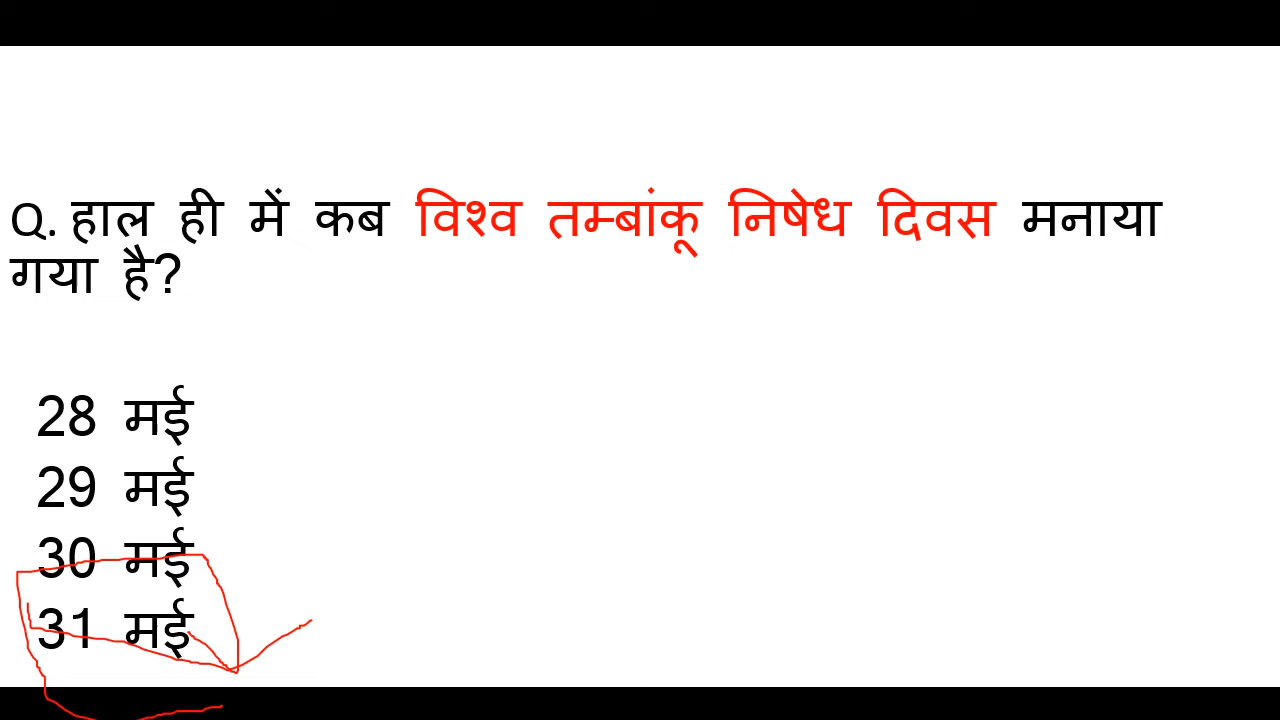 Q. हाल ही में कब विश्व तम्बांकू निषेध दिवस मनाया
गया है?
28 मई
29 मई
30 मई
31 मई